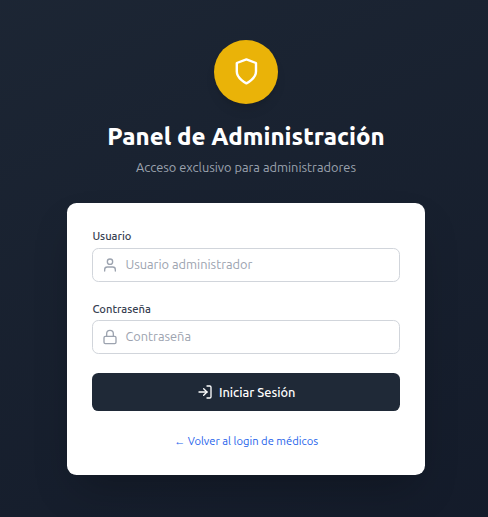 Panel de Administración
Acceso exclusivo para administradores
Usuario
Usuario administrador
Contraseña
Contraseña
Iniciar Sesión
← Volver al login de médicos